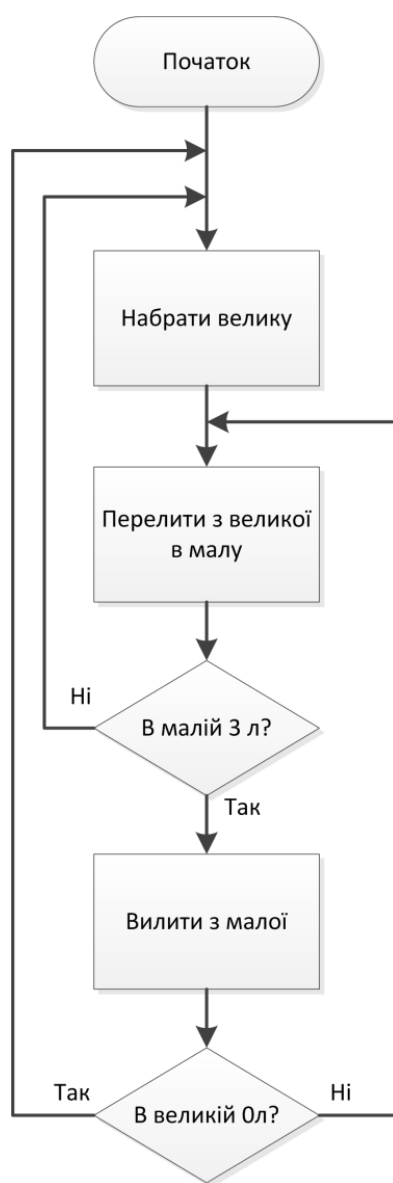 Початок
Набрати велику
Перелити з великої
в малу
Ні
В малій 3 л?
Так
Вилити з малої
Так
В великій 0л?
Ні